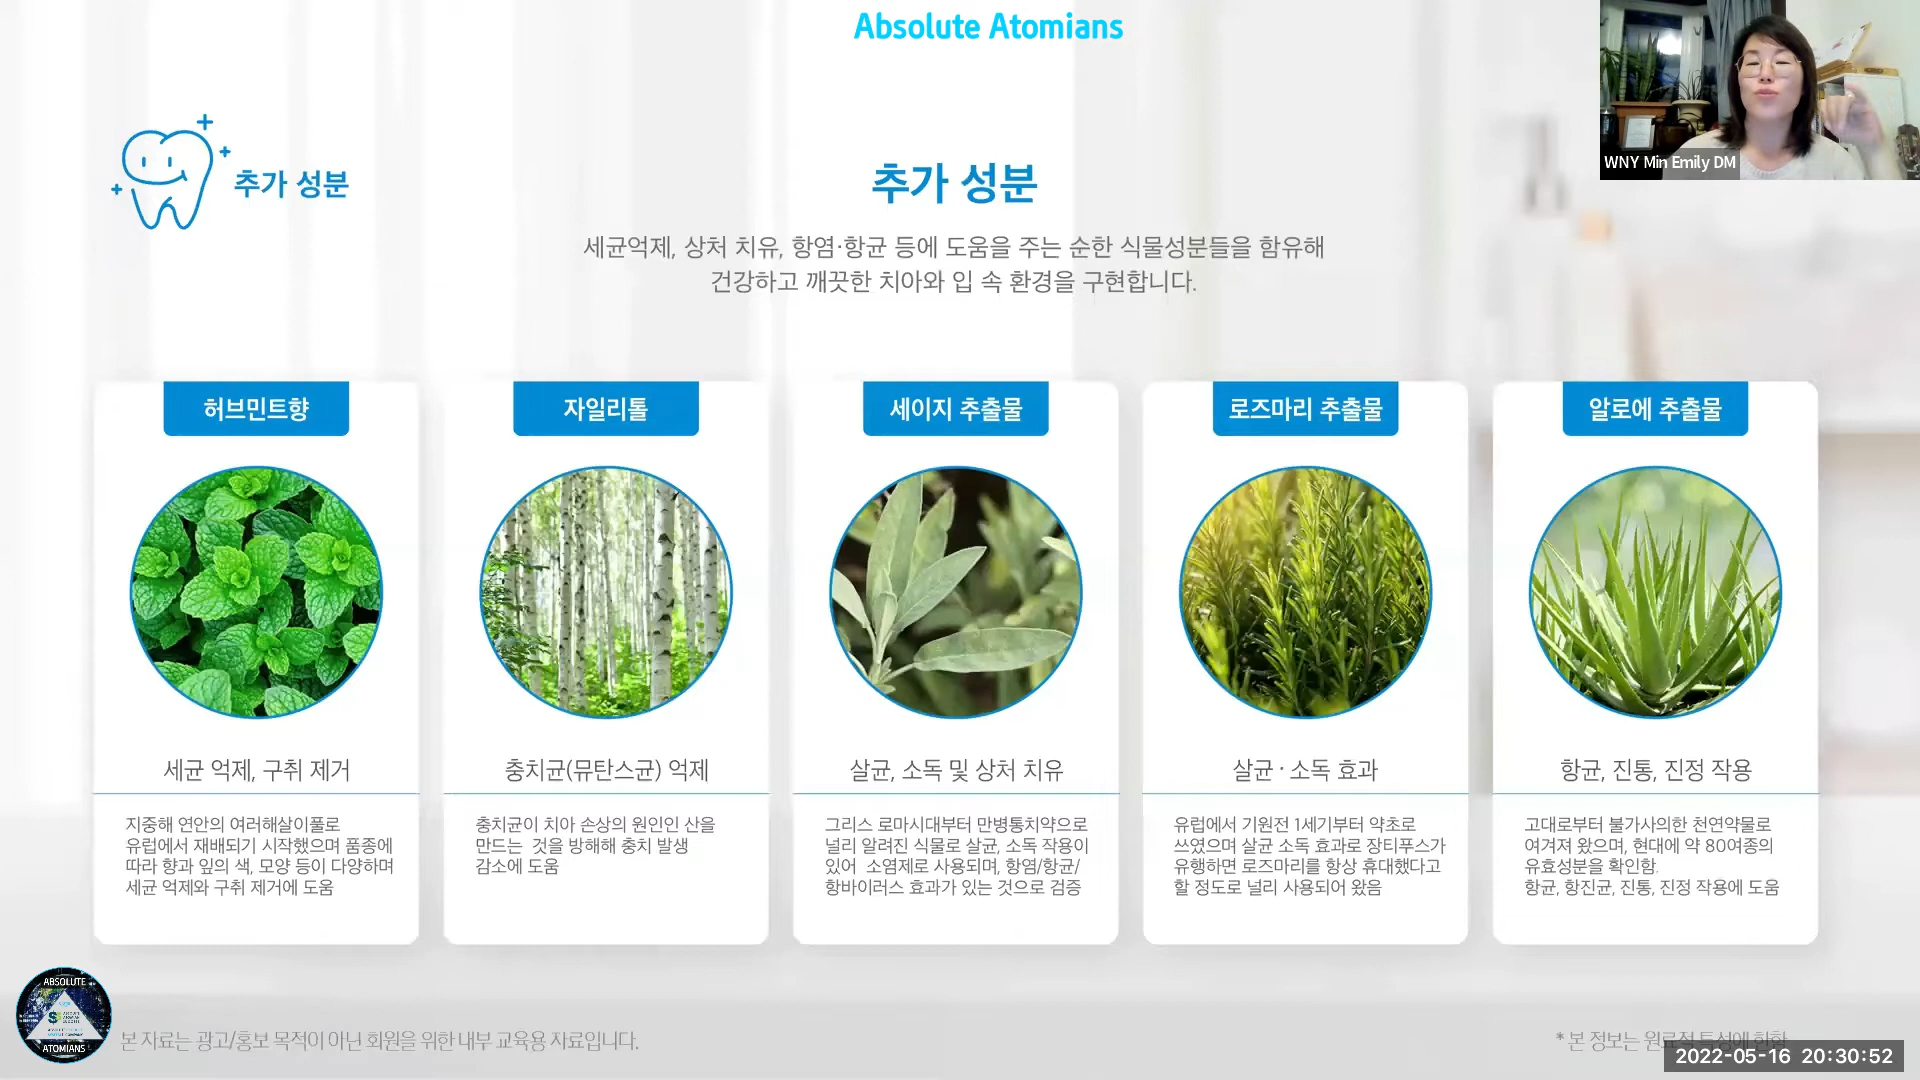 Absolute Atomians
WNY Min Emily DM
추가 성분
추가 성분
세균억제, 상처 치유, 항염·항균 등에 도움을 주는 순한 식물성분들을 함유해
건강하고 깨끗한 치아와 입 속 환경을 구현합니다.
허브민트향
세균 억제, 구취 제거
지중해 연안의 여러해살이풀로
유럽에서 재배되기 시작했으며 품종에
따라 향과 잎의 색, 모양 등이 다양하며
세균 억제와 구취 제거에 도움
자일리톨
충치균(뮤탄스균) 억제
충치균이 치아 손상의 원인인 산을
만드는 것을 방해해 충치 발생
감소에 도움
세이지 추출물
살균, 소독 및 상처 치유
그리스 로마시대부터 만병통치약으로
널리 알려진 식물로 살균, 소독 작용이
있어 소염제로 사용되며, 항염/항균/
항바이러스 효과가 있는 것으로 검증
로즈마리 추출물
살균 · 소독 효과
유럽에서 기원전 1세기부터 약초로
쓰였으며 살균 소독 효과로 장티푸스가
유행하면 로즈마리를 항상 휴대했다고
할 정도로 널리 사용되어 왔음
알로에 추출물
항균, 진통, 진정 작용
고대로부터 불가사의한 천연약물로
여겨져 왔으며, 현대에 약 80여종의
유효성분을 확인함.
항균, 항진균, 진통, 진정 작용에 도움
ABSOLUTE
ATOMIANS
본 자료는 광고/홍보 목적이 아닌 회원을 위한 내부 교육용 자료입니다.
* 본 정보는 원료적 특성에 한함
2022-05-16 20:30:52